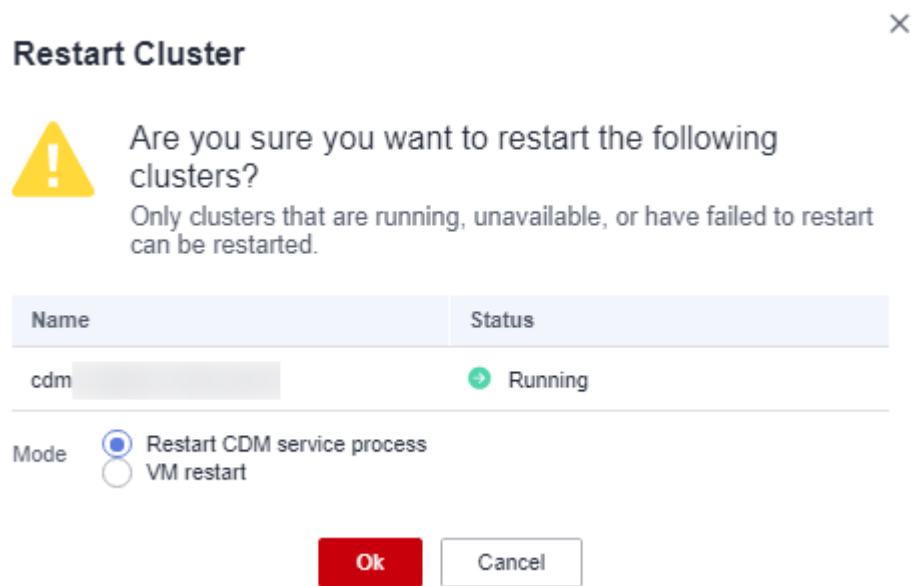 Restart Cluster
Are you sure you want to restart the following
clusters?
Only clusters that are running, unavailable, or have failed to restart
can be restarted.
Name Status
cdm Running
Mode Restart CDM service process
VM restart
Ok Cancel